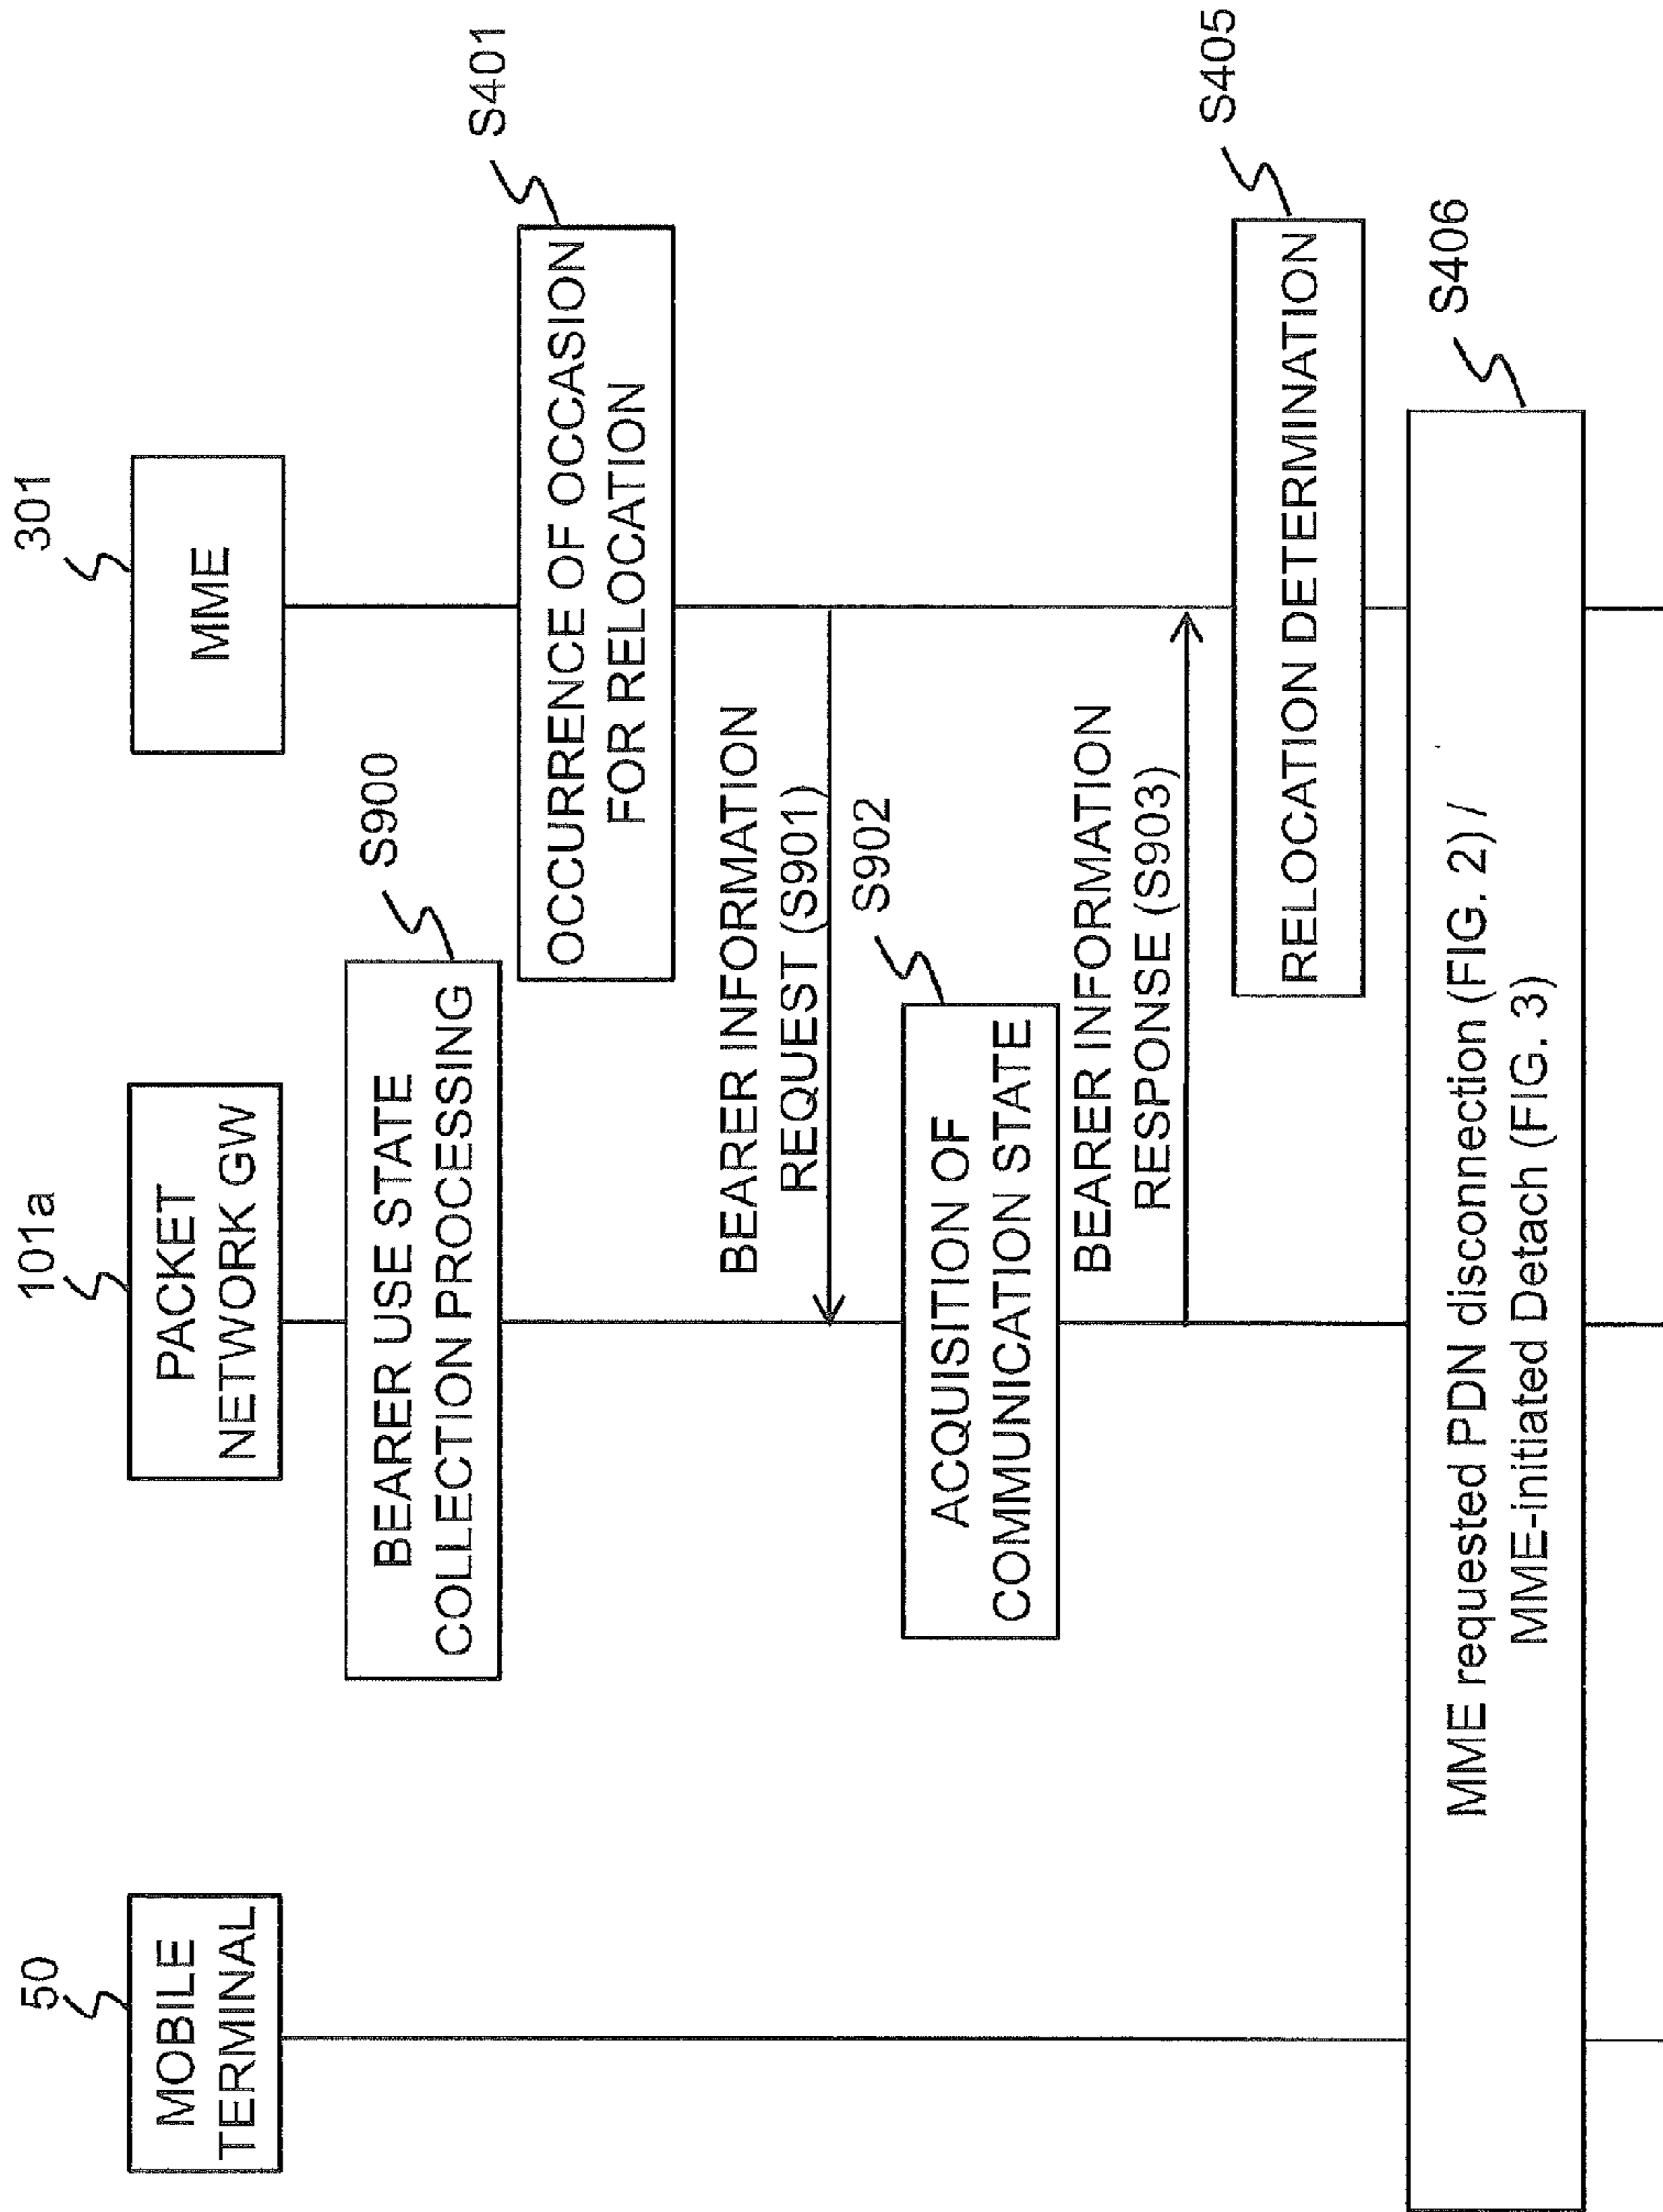 50
MOBILE
TERMINAL
101a
PACKET
NETWORK GW
301
MME
S900
BEARER USE STATE
COLLECTION PROCESSING
S401
OCCURRENCE OF OCCASION
FOR RELOCATION
BEARER INFORMATION
REQUEST (S901)
S902
ACQUISITION OF
COMMUNICATION STATE
BEARER INFORMATION
RESPONSE (S903)
S405
RELOCATION DETERMINATION
S406
MME requested PDN disconnection (FIG. 2) /
MME-initiated Detach (FIG. 3)